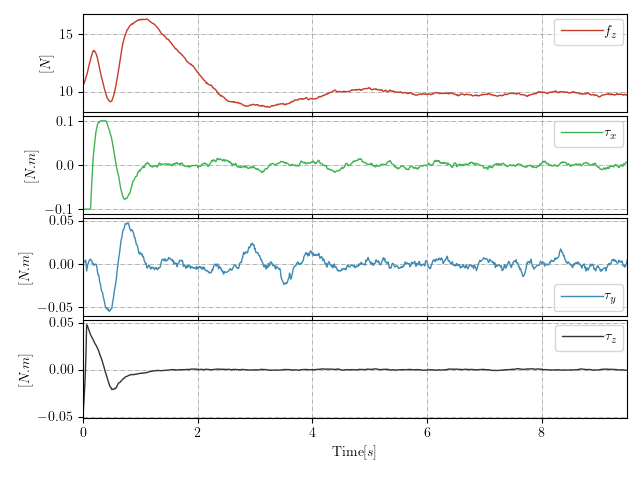 15
10
[N]
f_z
0.1
0.0
−0.1
[N.m]
τ_x
0.05
0.00
−0.05
[N.m]
τ_y
0.05
0.00
−0.05
[N.m]
τ_z
0 2 4 6 8
Time[s]